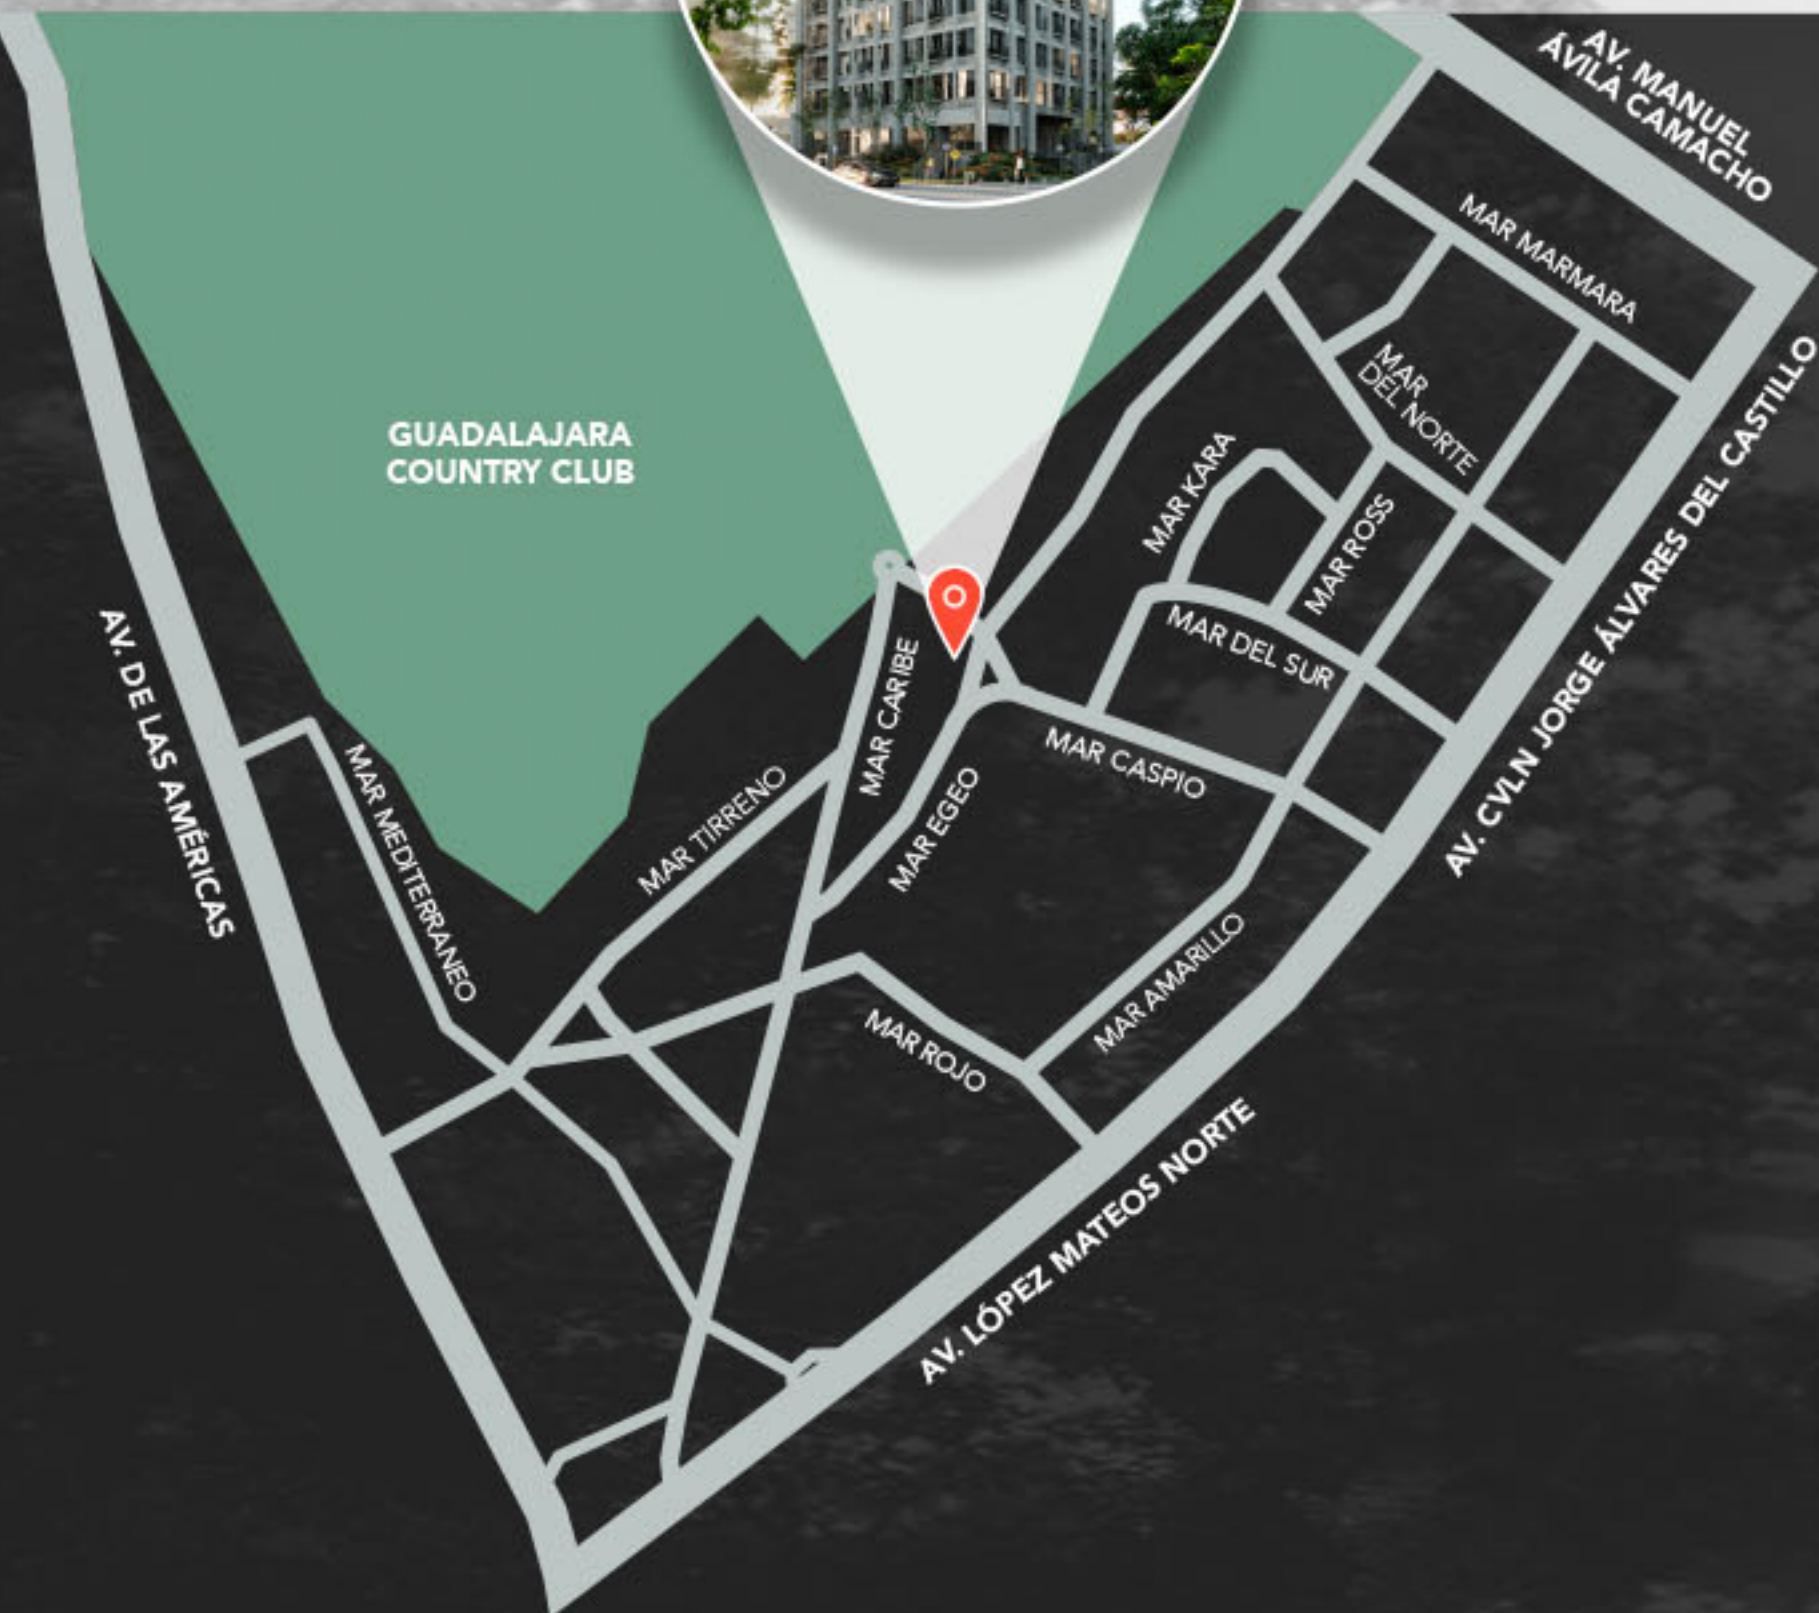 AV. MANUEL
ÁVILA CAMACHO
MAR MARMARA
MAR
DEL NORTE
AV. CVLN JORGE ÁLVARES DEL CASTILLO
GUADALAJARA
COUNTRY CLUB
MAR KARA
MAR ROSS
MAR DEL SUR
AV. DE LAS AMÉRICAS
MAR CARIBE
MAR CASPIO
MAR MEDITERRANEO
MAR TIRRENO
MAR EGEO
MAR AMARILLO
MAR ROJO
AV. LÓPEZ MATEOS NORTE